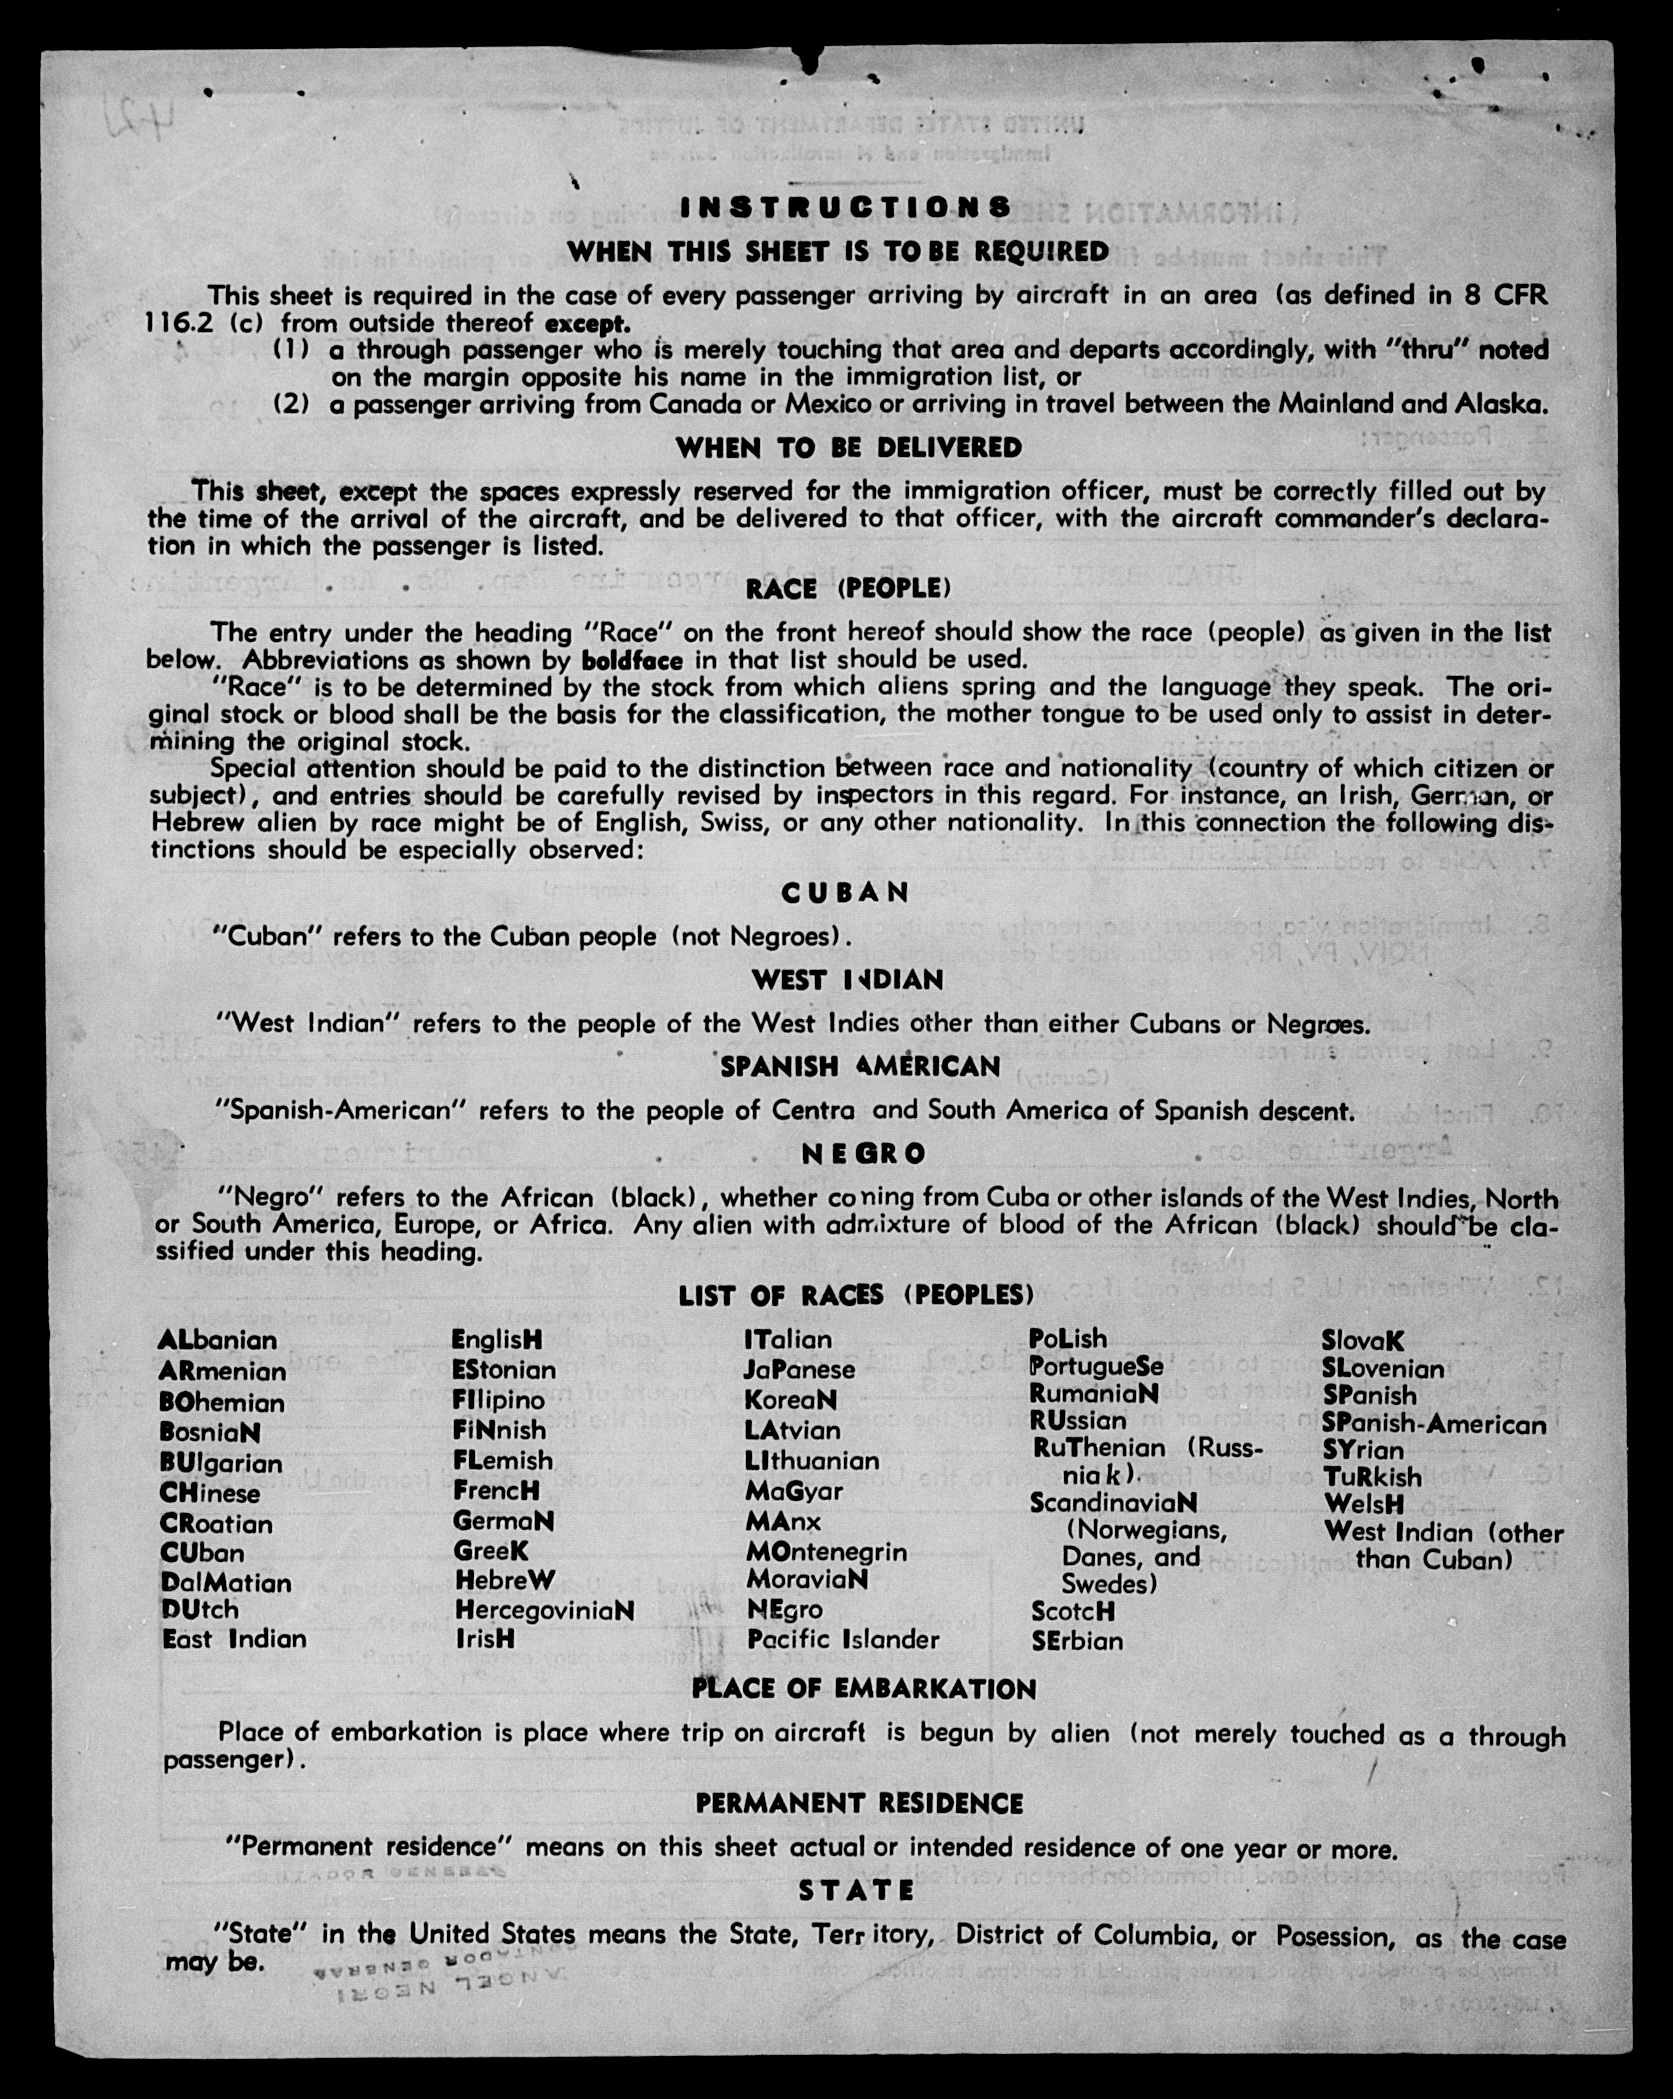 INSTRUCTIONS
WHEN THIS SHEET IS TO BE REQUIRED
This sheet is required in the case of every passenger arriving by aircraft in an area (as defined in 8 CFR
116.2 (c) from outside thereof except.
(1) a through passenger who is merely touching that area and departs accordingly, with "thru" noted
on the margin opposite his name in the immigration list, or
(2) a passenger arriving from Canada or Mexico or arriving in travel between the Mainland and Alaska.
WHEN TO BE DELIVERED
This sheet, except the spaces expressly reserved for the immigration officer, must be correctly filled out by
the time of the arrival of the aircraft, and be delivered to that officer, with the aircraft commander's declara-
tion in which the passenger is listed.
RACE (PEOPLE)
The entry under the heading "Race" on the front hereof should show the race (people) as given in the list
below. Abbreviations as shown by boldface in that list should be used.
"Race" is to be determined by the stock from which aliens spring and the language they speak. The ori-
ginal stock or blood shall be the basis for the classification, the mother tongue to be used only to assist in deter-
mining the original stock.
Special attention should be paid to the distinction between race and nationality (country of which citizen or
subject), and entries should be carefully revised by inspectors in this regard. For instance, an Irish, German, or
Hebrew alien by race might be of English, Swiss, or any other nationality. In this connection the following dis-
tinctions should be especially observed:
CUBAN
"Cuban" refers to the Cuban people (not Negroes).
WEST INDIAN
"West Indian" refers to the people of the West Indies other than either Cubans or Negroes.
SPANISH AMERICAN
"Spanish-American" refers to the people of Centra and South America of Spanish descent.
NEGRO
"Negro" refers to the African (black), whether coming from Cuba or other islands of the West Indies, North
or South America, Europe, or Africa. Any alien with admixture of blood of the African (black) should be cla-
ssified under this heading.
LIST OF RACES (PEOPLES)
ALbanian
ARmenian
BOhemian
BosniaN
BUlgarian
CHinese
CRoatian
CUban
DalMatian
DUtch
East Indian
EnglisH
EStonian
FIlipino
FiNnish
FLemish
FrencH
GermaN
GreeK
HebreW
HercegoviniaN
IrisH
ITalian
JaPanese
KoreaN
LAtvian
LIthuanian
MaGyar
MAnx
MOntenegrin
MoraviaN
NEgro
Pacific Islander
PoLish
PortugueSe
RumaniaN
RUssian
RuThenian (Russ-
niak).
ScandinaviaN
(Norwegians,
Danes, and
Swedes)
ScotcH
SErbian
SlovaK
SLovenian
SPanish
SPanish-American
SYrian
TuRkish
WelsH
West Indian (other
than Cuban)
PLACE OF EMBARKATION
Place of embarkation is place where trip on aircraft is begun by alien (not merely touched as a through
passenger).
PERMANENT RESIDENCE
"Permanent residence" means on this sheet actual or intended residence of one year or more.
STATE
"State" in the United States means the State, Territory, District of Columbia, or Posession, as the case
may be.